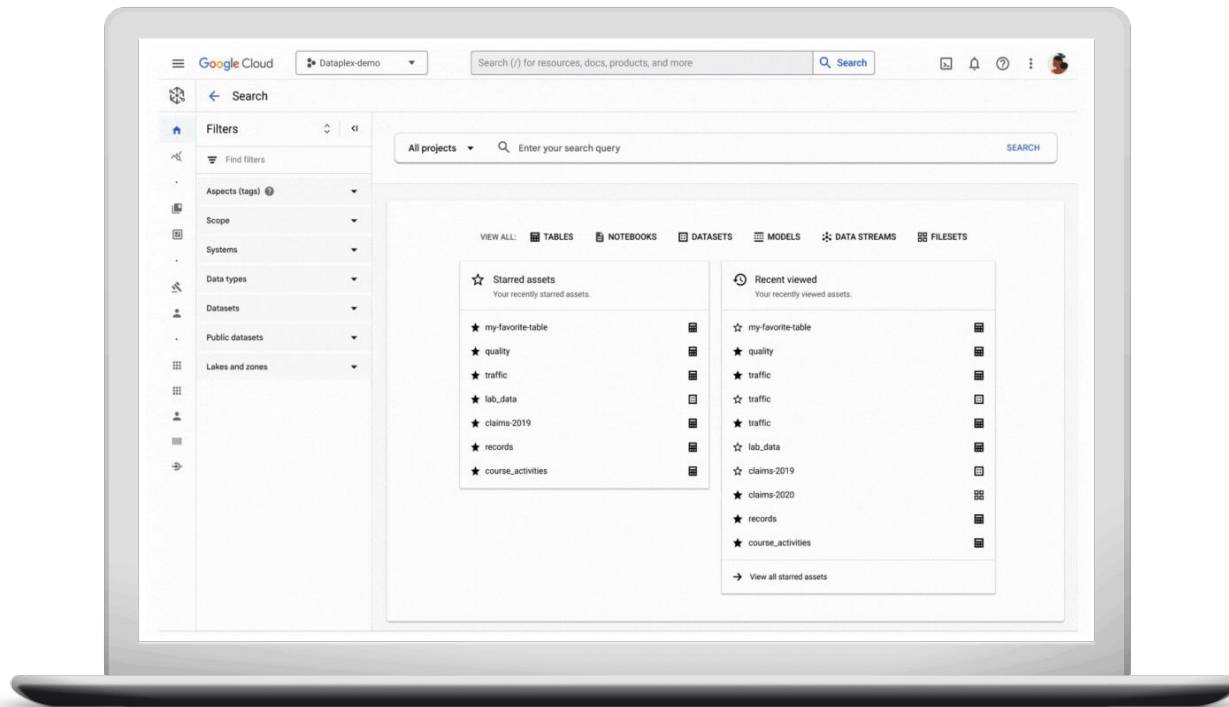 Google Cloud
Dataplex-demo
Search (/) for resources, docs, products, and more
Search
Search
Filters
Find filters
Aspects (tags)
Scope
Systems
Data types
Datasets
Public datasets
Lakes and zones
All projects
Enter your search query
SEARCH
VIEW ALL: TABLES NOTEBOOKS DATASETS MODELS DATA STREAMS FILESETS
Starred assets
Your recently starred assets.
my-favorite-table
quality
traffic
lab_data
claims-2019
records
course_activities
Recent viewed
Your recently viewed assets.
my-favorite-table
quality
traffic
traffic
traffic
lab_data
claims-2019
claims-2020
records
course_activities
View all starred assets